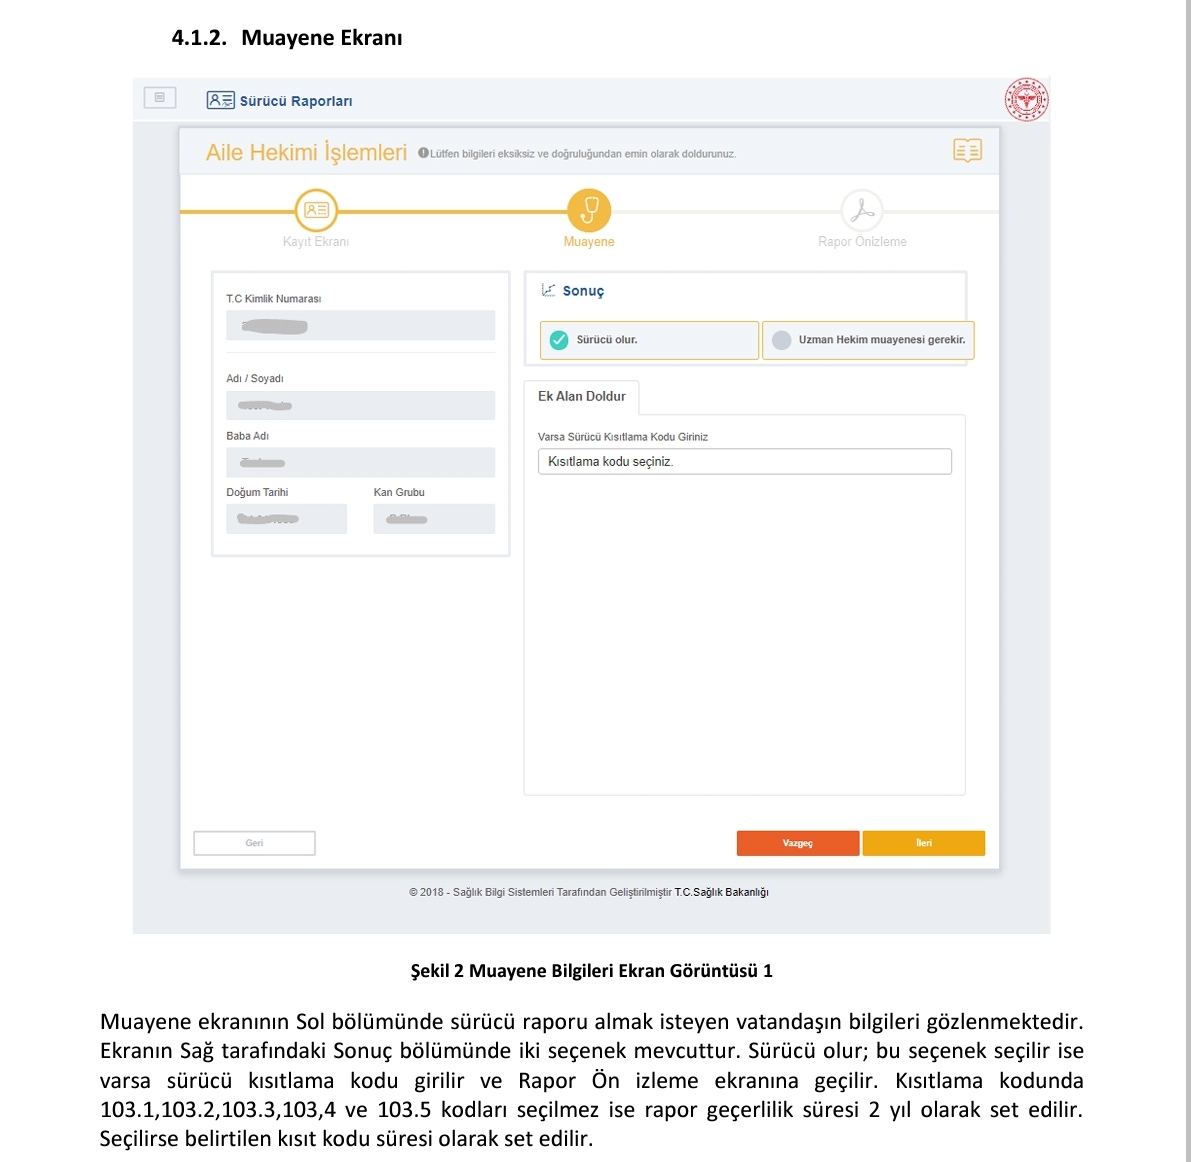 4.1.2. Muayene Ekranı
Sürücü Raporları
Aile Hekimi İşlemleri Lütfen bilgileri eksiksiz ve doğruluğundan emin olarak doldurunuz.
Kayıt Ekranı
Muayene
Rapor Önizleme
T.C Kimlik Numarası
Adı / Soyadı
Baba Adı
Doğum Tarihi
Kan Grubu
Sonuç
Sürücü olur.
Uzman Hekim muayenesi gerekir.
Ek Alan Doldur
Varsa Sürücü Kısıtlama Kodu Giriniz
Kısıtlama kodu seçiniz.
Geri
Vazgeç
İleri
© 2018 - Sağlık Bilgi Sistemleri Tarafından Geliştirilmiştir T.C.Sağlık Bakanlığı
Şekil 2 Muayene Bilgileri Ekran Görüntüsü 1
Muayene ekranının Sol bölümünde sürücü raporu almak isteyen vatandaşın bilgileri gözlenmektedir.
Ekranın Sağ tarafındaki Sonuç bölümünde iki seçenek mevcuttur. Sürücü olur; bu seçenek seçilir ise
varsa sürücü kısıtlama kodu girilir ve Rapor Ön izleme ekranına geçilir. Kısıtlama kodunda
103.1,103.2,103.3,103,4 ve 103.5 kodları seçilmez ise rapor geçerlilik süresi 2 yıl olarak set edilir.
Seçilirse belirtilen kısıt kodu süresi olarak set edilir.